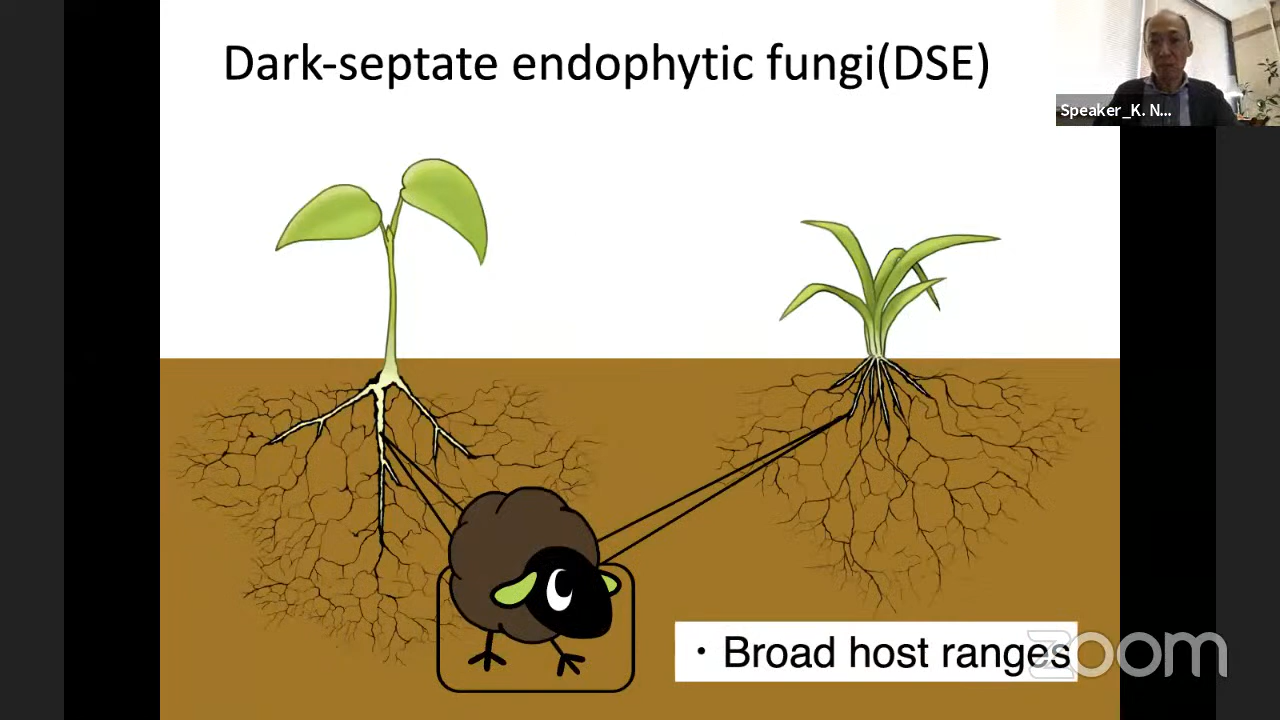 Dark-septate endophytic fungi(DSE)
Speaker_K. N...
・Broad host ranges
zoom